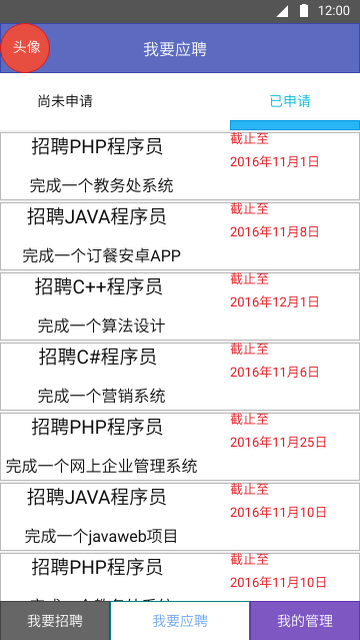 12:00
头像
我要应聘
尚未申请
已申请
招聘PHP程序员
截止至
2016年11月1日
完成一个教务处系统
招聘JAVA程序员
截止至
2016年11月8日
完成一个订餐安卓APP
招聘C++程序员
截止至
2016年12月1日
完成一个算法设计
招聘C#程序员
截止至
2016年11月6日
完成一个营销系统
招聘PHP程序员
截止至
2016年11月25日
完成一个网上企业管理系统
招聘JAVA程序员
截止至
2016年11月10日
完成一个javaweb项目
招聘PHP程序员
截止至
2016年11月10日
我要招聘
我要应聘
我的管理